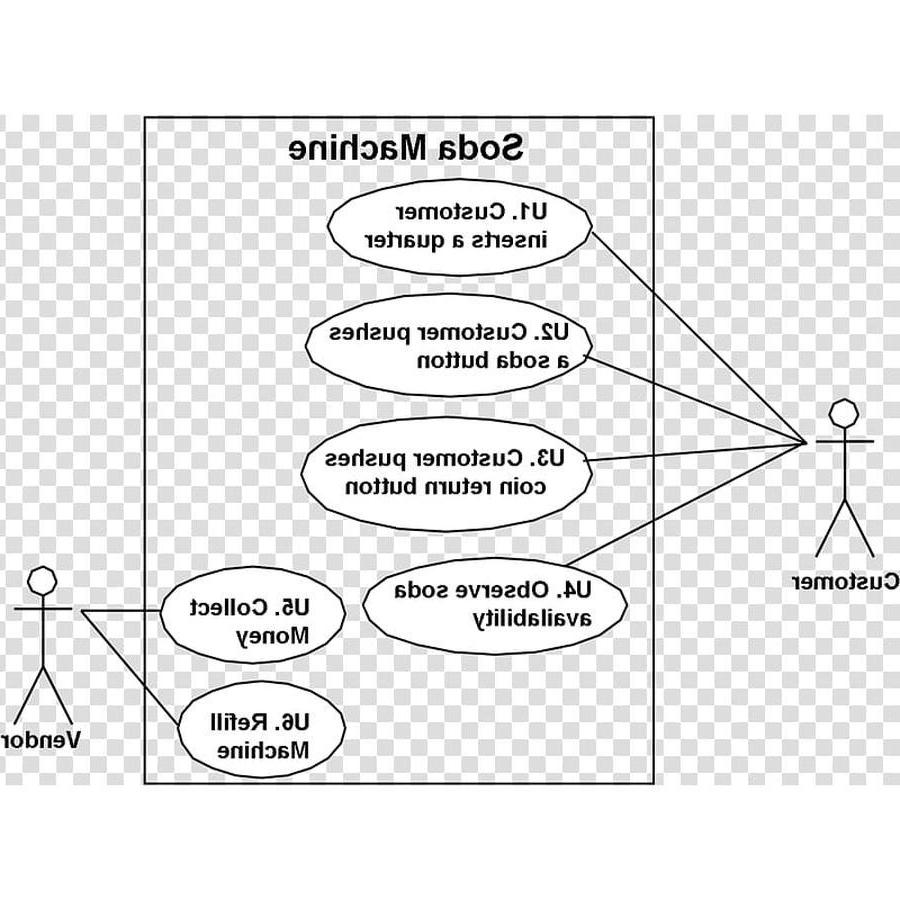 Soda Machine
U1. Customer
inserts a quarter
U2. Customer pushes
a soda button
U3. Customer pushes
coin return button
U4. Observe soda
availability
U5. Collect
Money
U6. Refill
Machine
Customer
Vendor